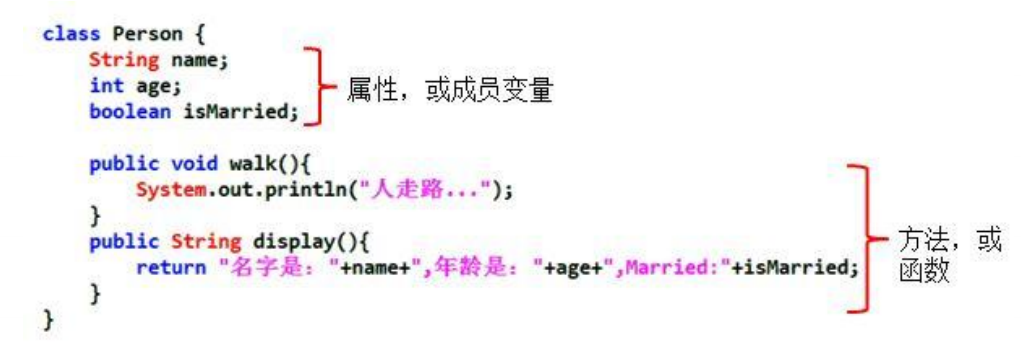 class Person {
String name;
int age;
boolean isMarried;
属性，或成员变量
public void walk(){
System.out.println("人走路...");
}
public String display(){
return "名字是："+name+",年龄是："+age+",Married:"+isMarried;
}
}
方法，或
函数